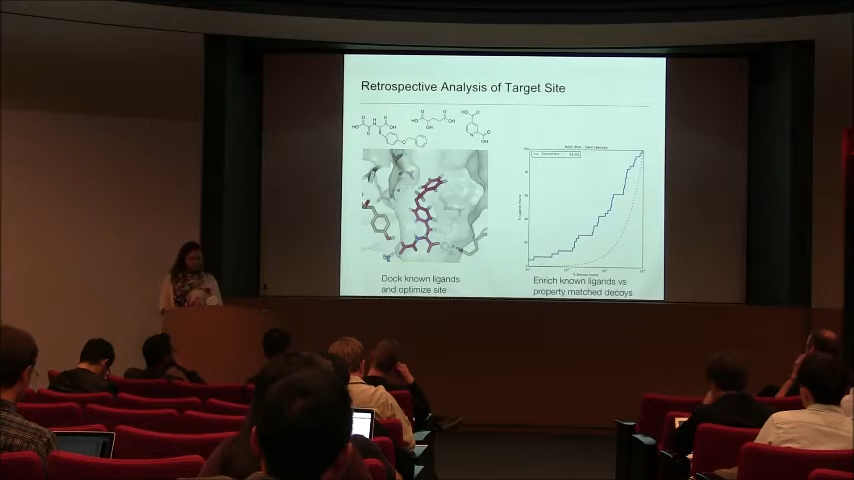 Retrospective Analysis of Target Site
Dock known ligands
and optimize site
Enrich known ligands vs
property matched decoys